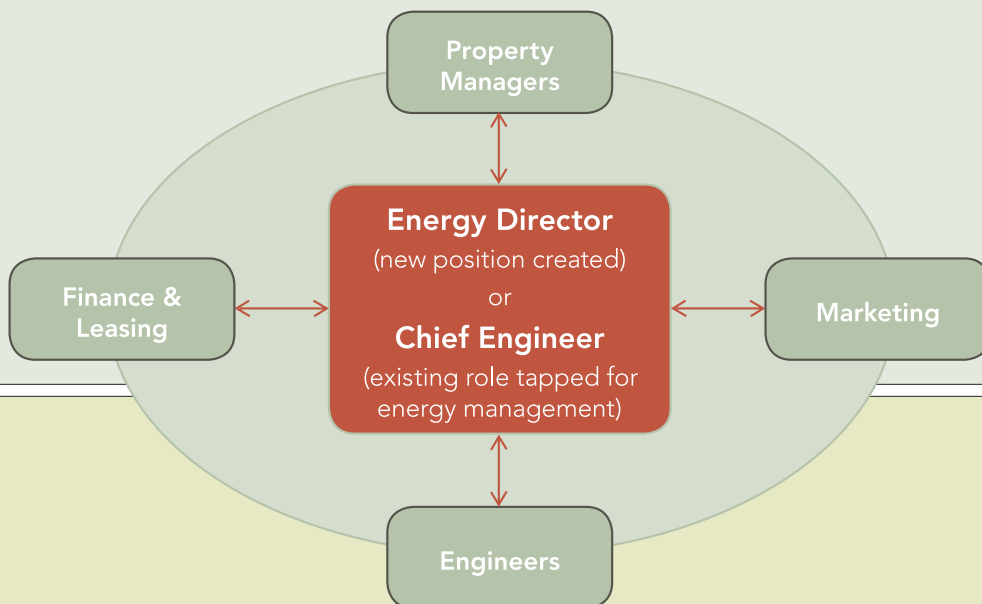 Property
Managers
Energy Director
(new position created)
or
Chief Engineer
(existing role tapped for
energy management)
Finance &
Leasing
Marketing
Engineers